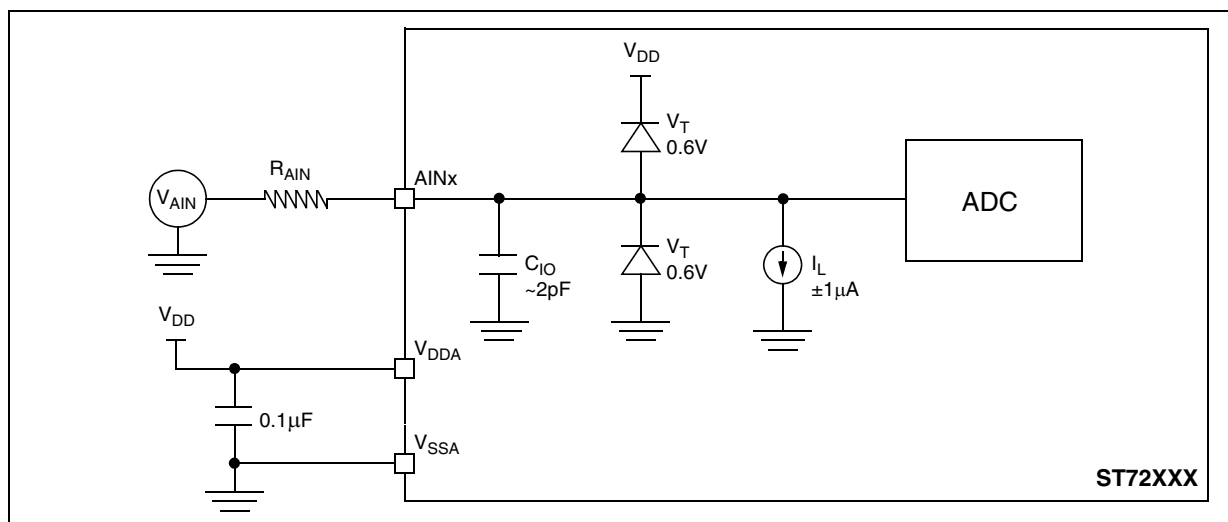 V_DD
V_T
0.6V
R_AIN
AINx
V_AIN
ADC
C_IO
~2pF
V_T
0.6V
I_L
±1μA
V_DD
V_DDA
0.1μF
V_SSA
ST72XXX